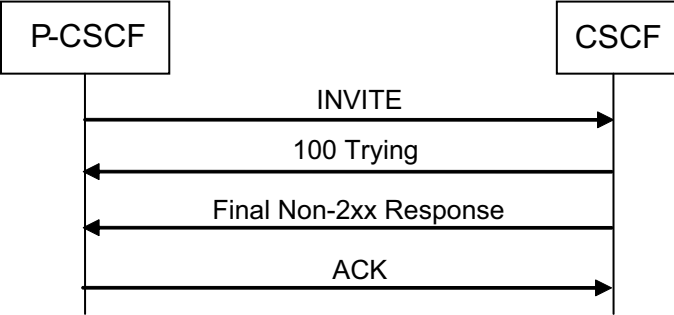 P-CSCF
CSCF
INVITE
100 Trying
Final Non-2xx Response
ACK